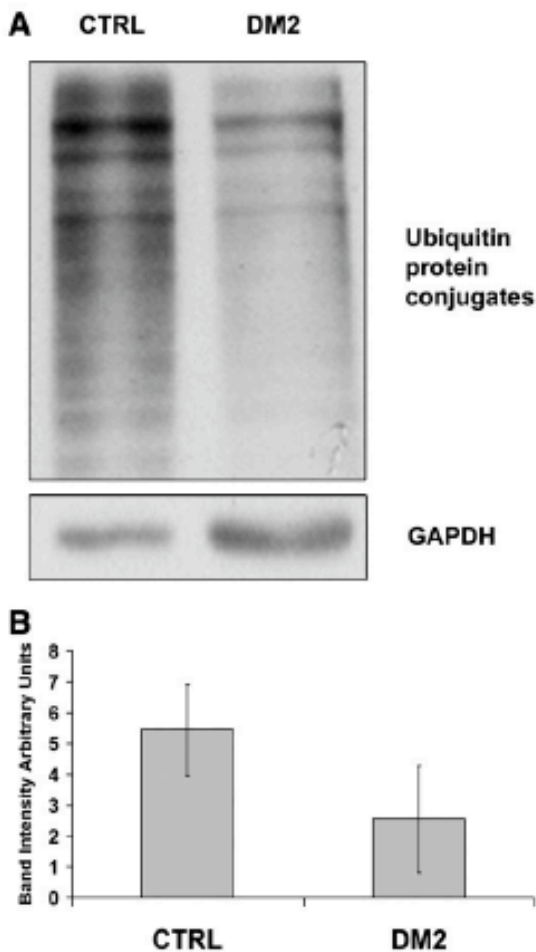 A
CTRL DM2
Ubiquitin
protein
conjugates
GAPDH
B
Band Intensity Arbitrary Units
8
7
6
5
4
3
2
1
0
CTRL DM2